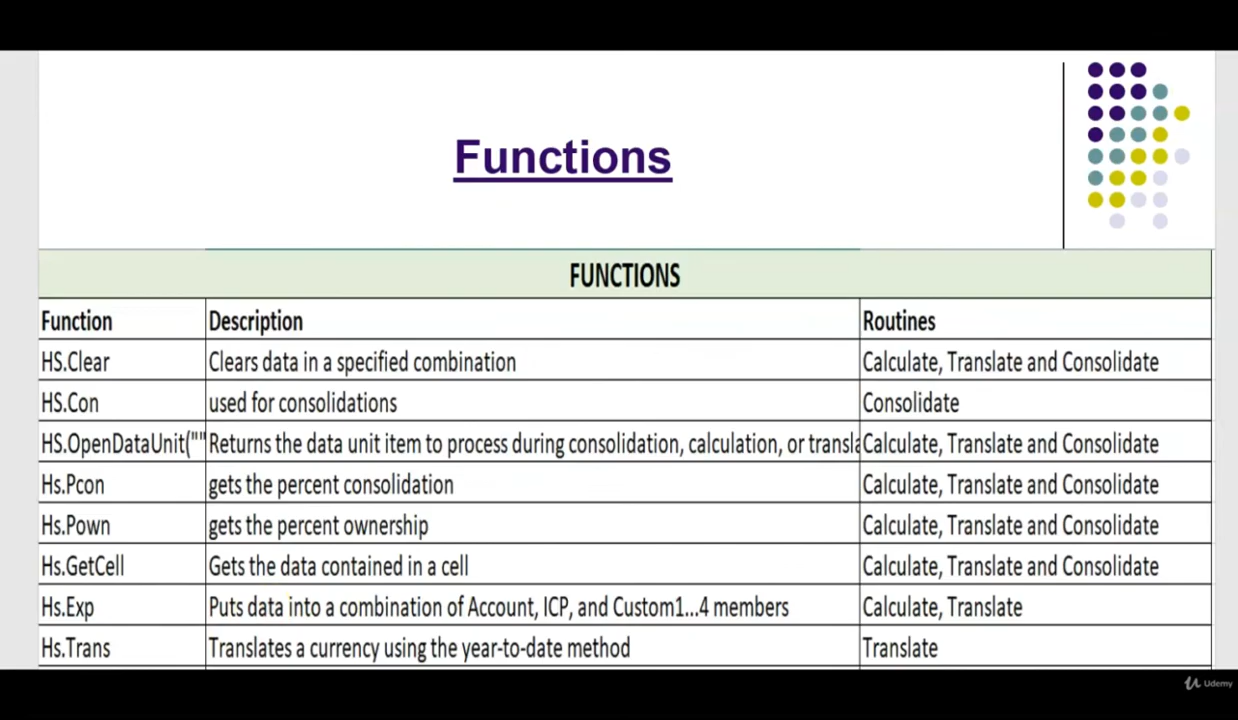 Functions
FUNCTIONS
Function Description Routines
HS.Clear Clears data in a specified combination Calculate, Translate and Consolidate
HS.Con used for consolidations Consolidate
HS.OpenDataUnit("" Returns the data unit item to process during consolidation, calculation, or transla Calculate, Translate and Consolidate
Hs.Pcon gets the percent consolidation Calculate, Translate and Consolidate
Hs.Pown gets the percent ownership Calculate, Translate and Consolidate
Hs.GetCell Gets the data contained in a cell Calculate, Translate and Consolidate
Hs.Exp Puts data into a combination of Account, ICP, and Custom1...4 members Calculate, Translate
Hs.Trans Translates a currency using the year-to-date method Translate
Udemy